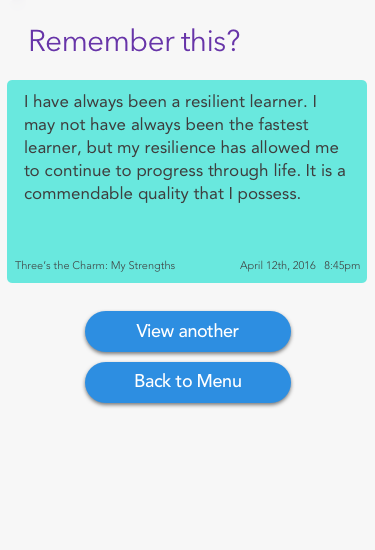 Remember this?
I have always been a resilient learner. I
may not have always been the fastest
learner, but my resilience has allowed me
to continue to progress through life. It is a
commendable quality that I possess.
Three's the Charm: My Strengths April 12th, 2016 8:45pm
View another
Back to Menu